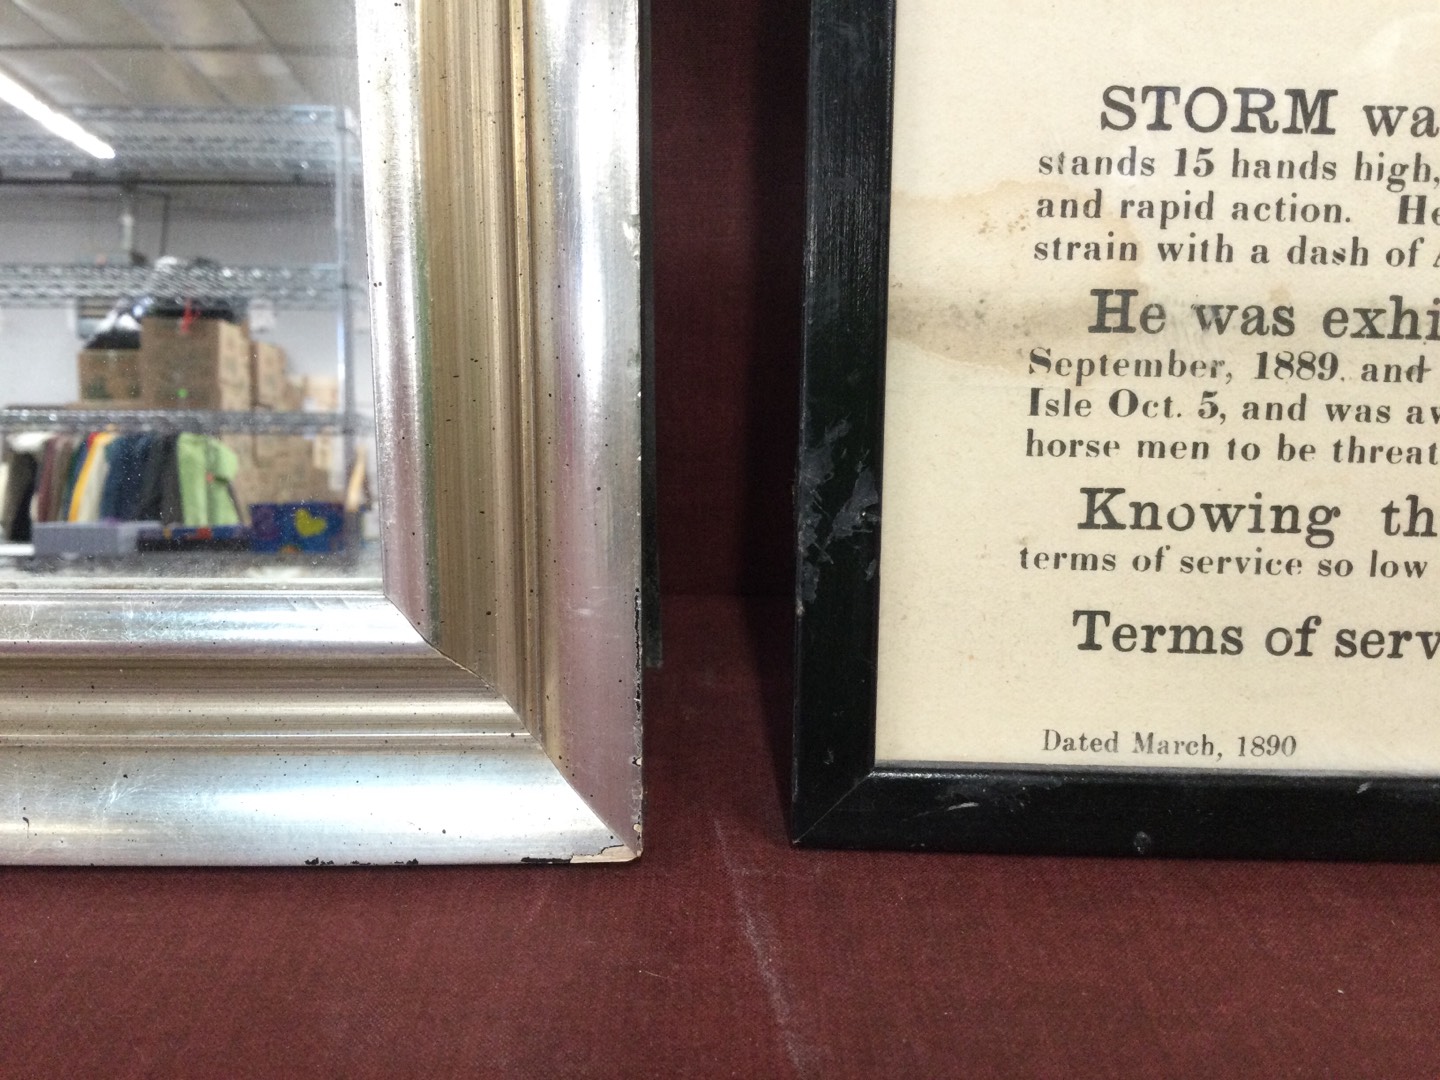 STORM wa
stands 15 hands high,
and rapid action. He
strain with a dash of
He was exhi
September, 1889. and
Isle Oct. 5, and was aw
horse men to be threat
Knowing th
terms of service so low
Terms of serv
Dated March, 1890